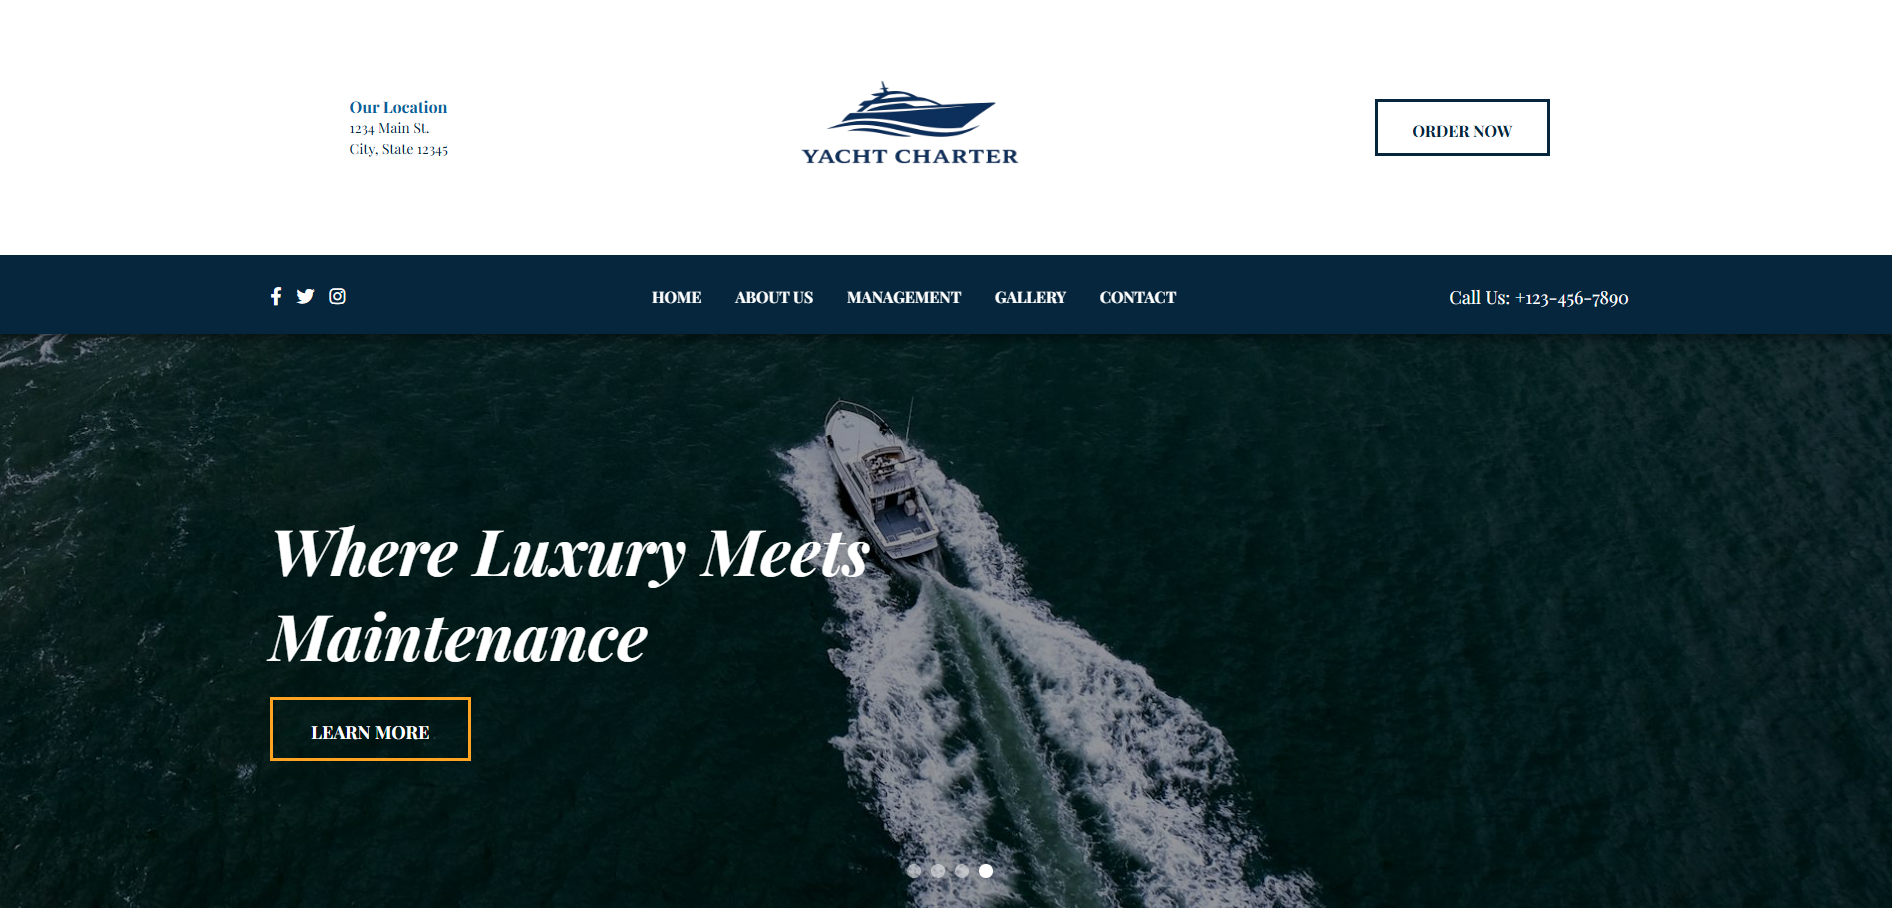 Our Location
1234 Main St.
City, State 12345
YACHT CHARTER
ORDER NOW
HOME
ABOUT US
MANAGEMENT
GALLERY
CONTACT
Call Us: +123-456-7890
Where Luxury Meets
Maintenance
LEARN MORE